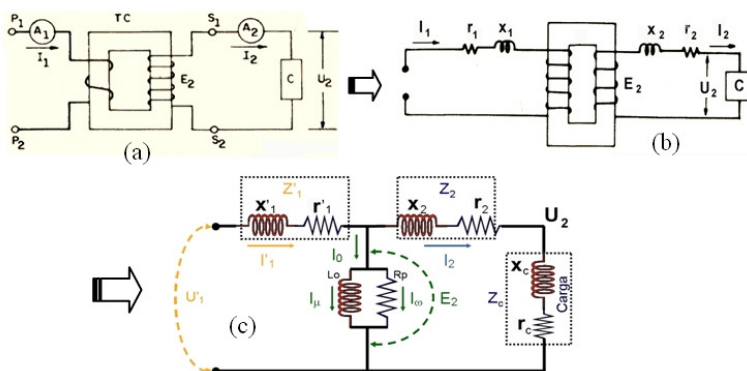 P1 A1 TC S1 A2
I1 E2 I2 C U2
P2 (a) S2
I1 r1 x1 x2 r2 I2
E2 U2 C
(b)
Z'1 Z2
x'1 r'1 x2 r2 U2
I'1 I0 I2
Lo Rp
U'1 Iμ Iω E2
(c)
Zc xc rc Carga